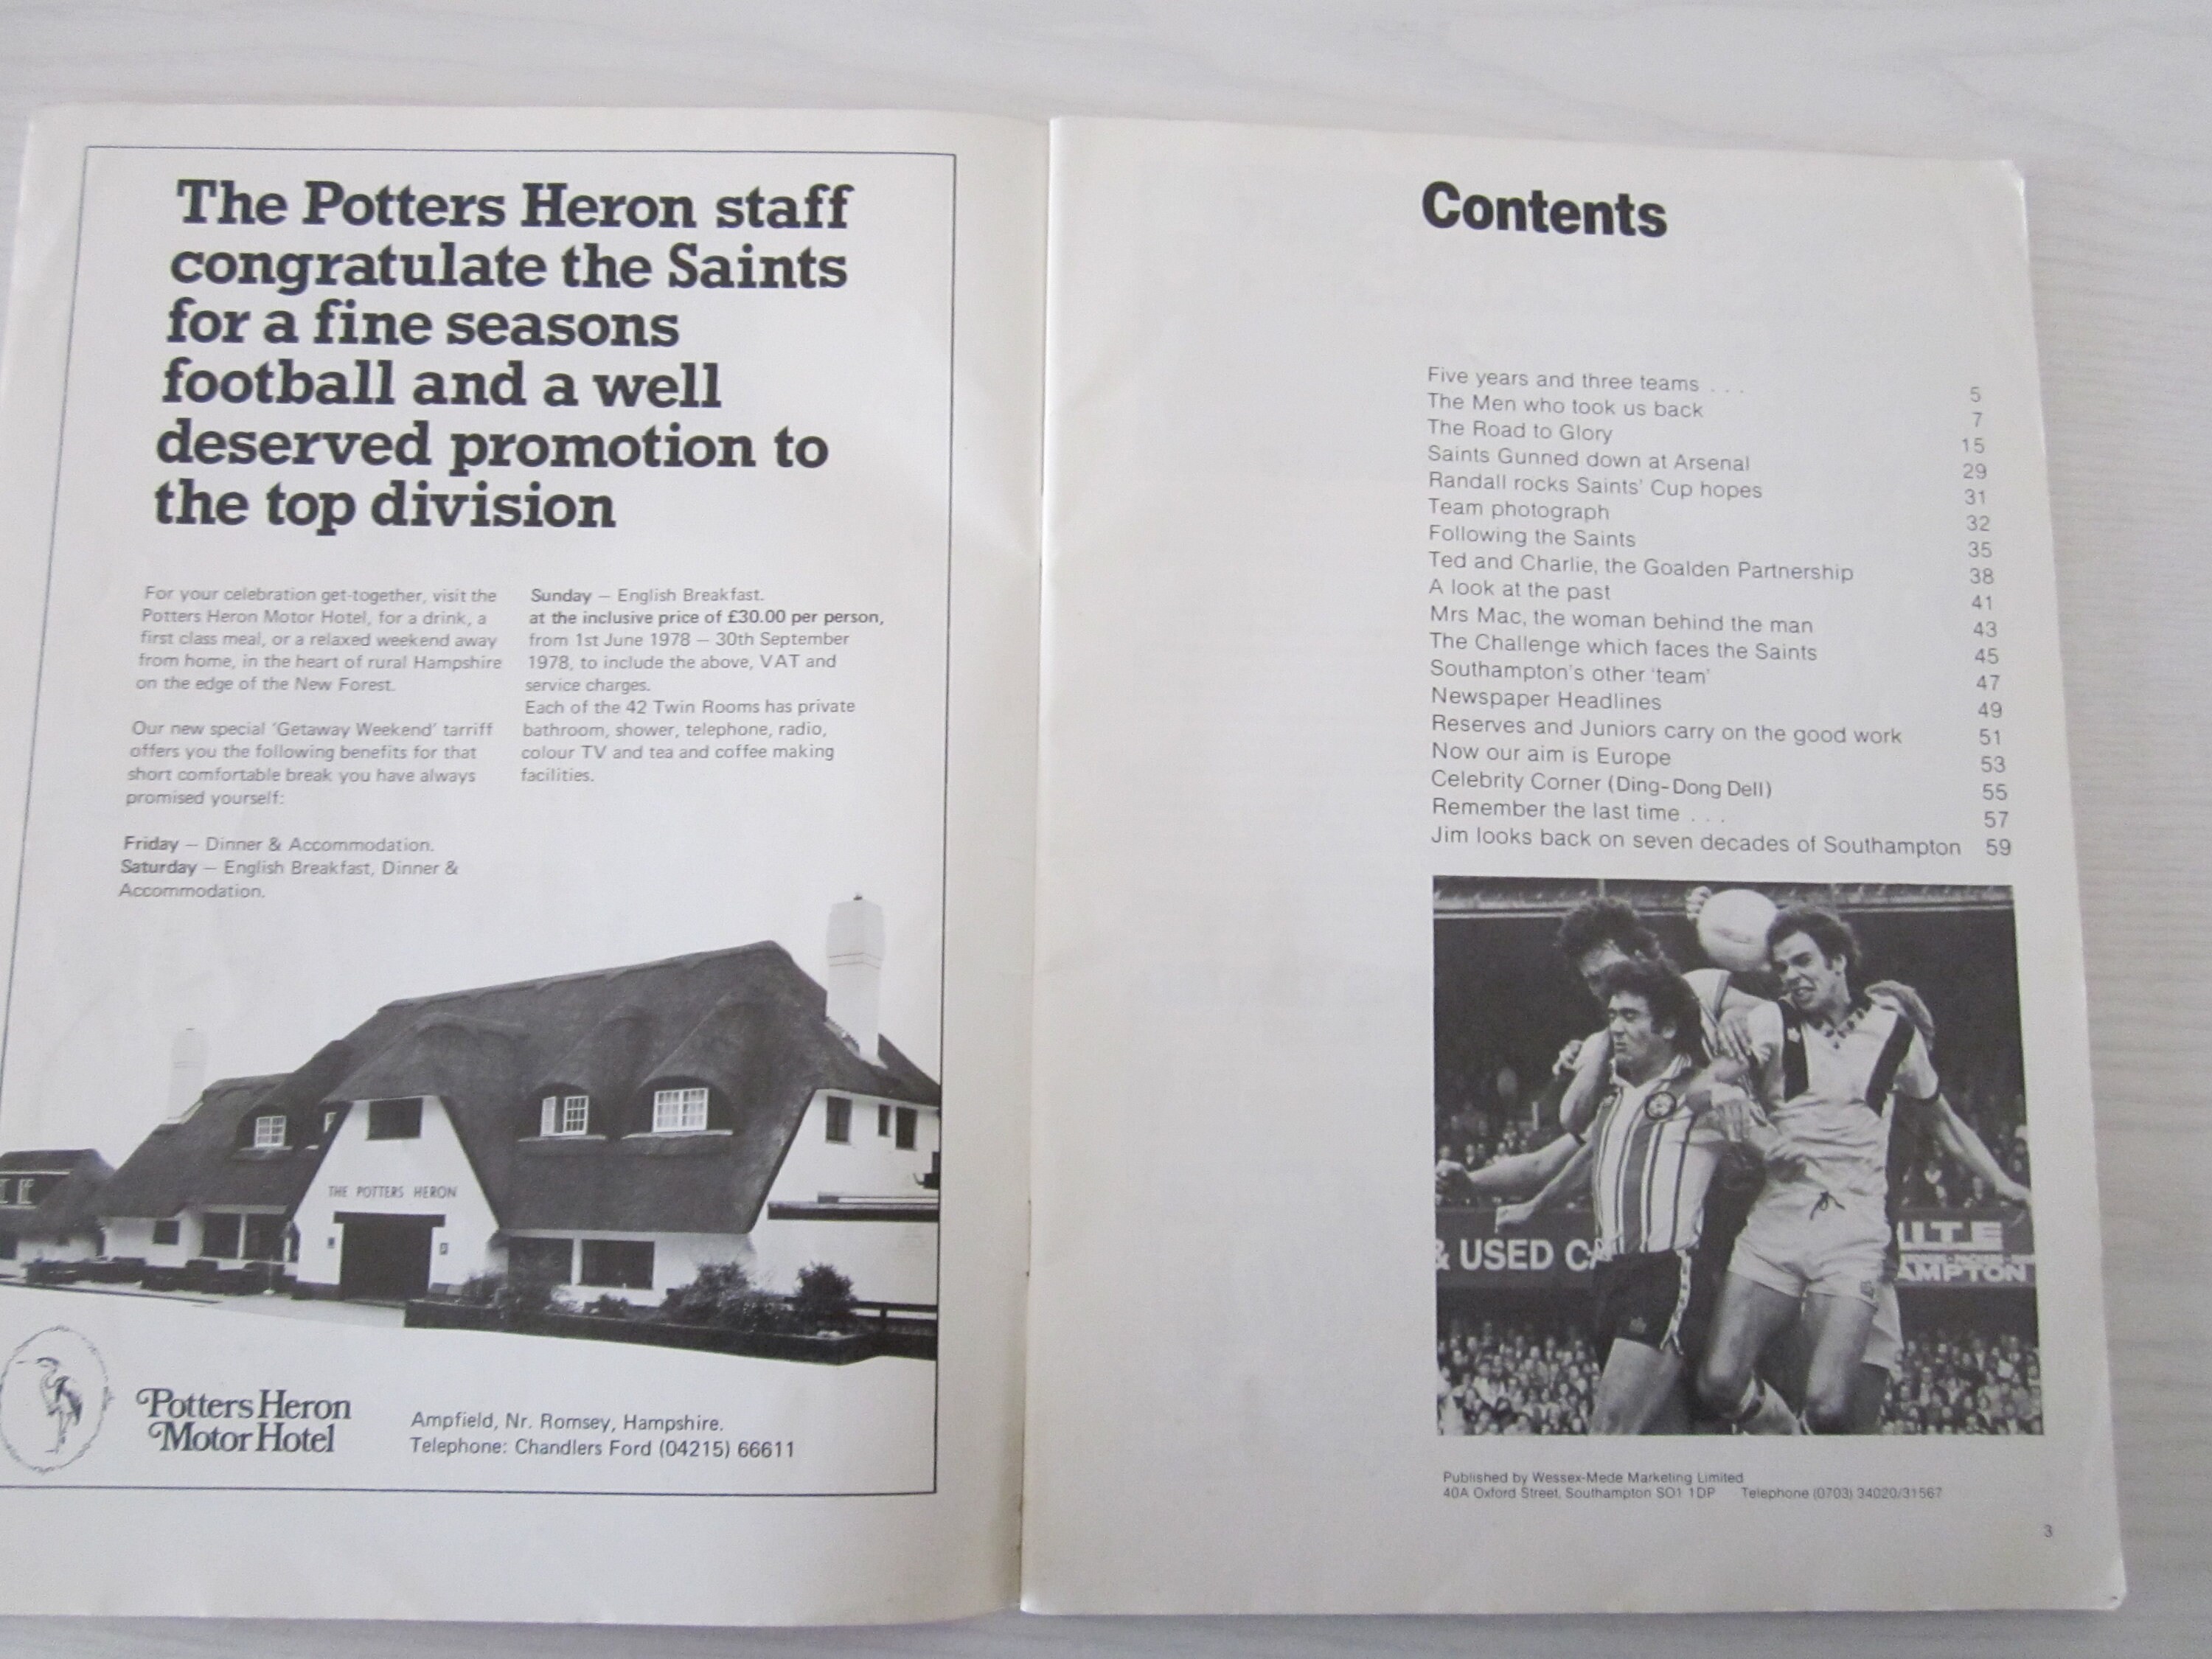 The Potters Heron staff
congratulate the Saints
for a fine seasons
football and a well
deserved promotion to
the top division
For your celebration get-together, visit the
Potters Heron Motor Hotel, for a drink, a
first class meal, or a relaxed weekend away
from home, in the heart of rural Hampshire
on the edge of the New Forest.
Our new special 'Getaway Weekend' tarriff
offers you the following benefits for that
short comfortable break you have always
promised yourself:
Friday – Dinner & Accommodation.
Saturday – English Breakfast, Dinner &
Accommodation.
Sunday – English Breakfast.
at the inclusive price of £30.00 per person,
from 1st June 1978 – 30th September
1978, to include the above, VAT and
service charges.
Each of the 42 Twin Rooms has private
bathroom, shower, telephone, radio,
colour TV and tea and coffee making
facilities.
THE POTTERS HERON
Potters Heron
Motor Hotel
Ampfield, Nr. Romsey, Hampshire.
Telephone: Chandlers Ford (04215) 66611
Contents
Five years and three teams . . . 5
The Men who took us back 7
The Road to Glory 15
Saints Gunned down at Arsenal 29
Randall rocks Saints' Cup hopes 31
Team photograph 32
Following the Saints 35
Ted and Charlie, the Goalden Partnership 38
A look at the past 41
Mrs Mac, the woman behind the man 43
The Challenge which faces the Saints 45
Southampton's other 'team' 47
Newspaper Headlines 49
Reserves and Juniors carry on the good work 51
Now our aim is Europe 53
Celebrity Corner (Ding-Dong Dell) 55
Remember the last time . . . 57
Jim looks back on seven decades of Southampton 59
& USED CA
I.T.E
AMPTON
Published by Wessex-Mede Marketing Limited
40A Oxford Street, Southampton SO1 1DP Telephone (0703) 34020/31567
3